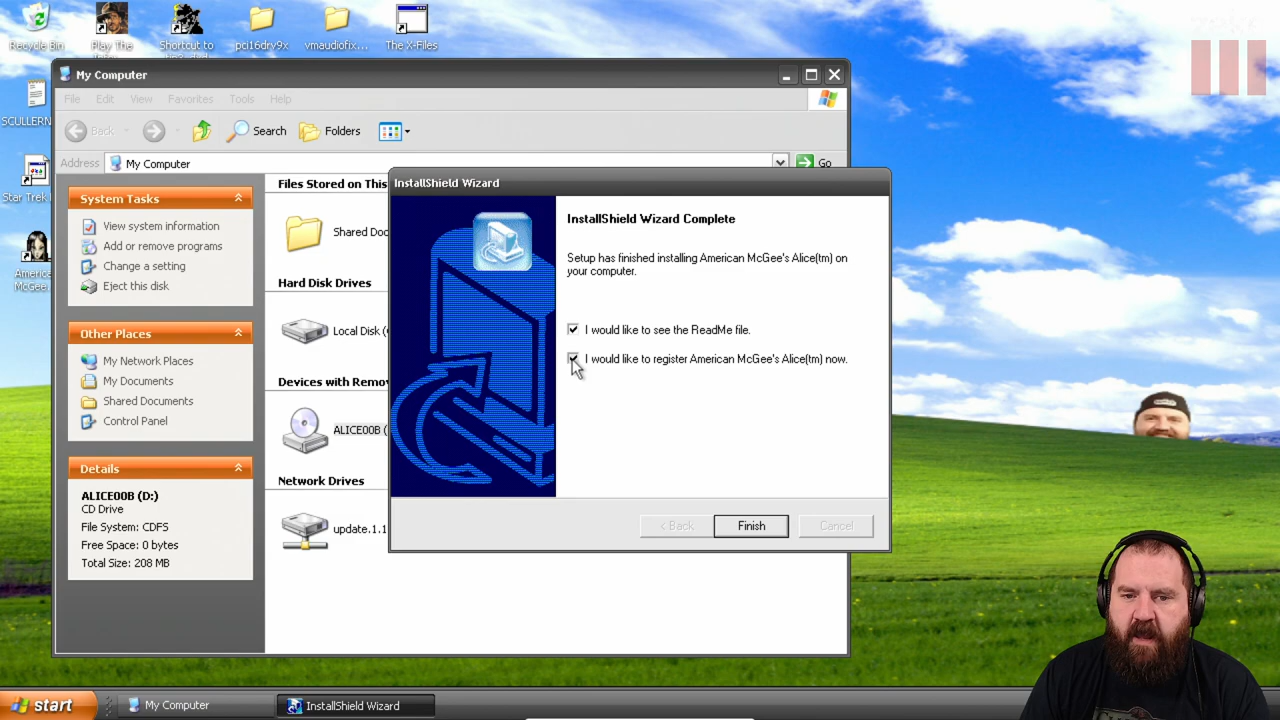 Recycle Bin
Play The
Shortcut to
pci16drv9x
vmaudiofix...
The X-Files
My Computer
File Edit View Favorites Tools Help
Back
Search
Folders
Address
My Computer
Go
SCULLERN
Star Trek
America
McGee.
System Tasks
View system information
Add or remove programs
Change a setting
Eject this disk
Other Places
My Network Places
My Documents
Shared Documents
Control Panel
Details
ALICE00B (D:)
CD Drive
File System: CDFS
Free Space: 0 bytes
Total Size: 208 MB
Files Stored on This
Shared Doc
Hard Disk Drives
Local Disk (
Devices with Remov
ALICE00B (
Network Drives
update.1.1
InstallShield Wizard
InstallShield Wizard Complete
Setup has finished installing American McGee's Alice(tm) on
your computer.
I would like to see the ReadMe file.
I would like to register American McGee's Alice(tm) now.
< Back
Finish
Cancel
start
My Computer
InstallShield Wizard